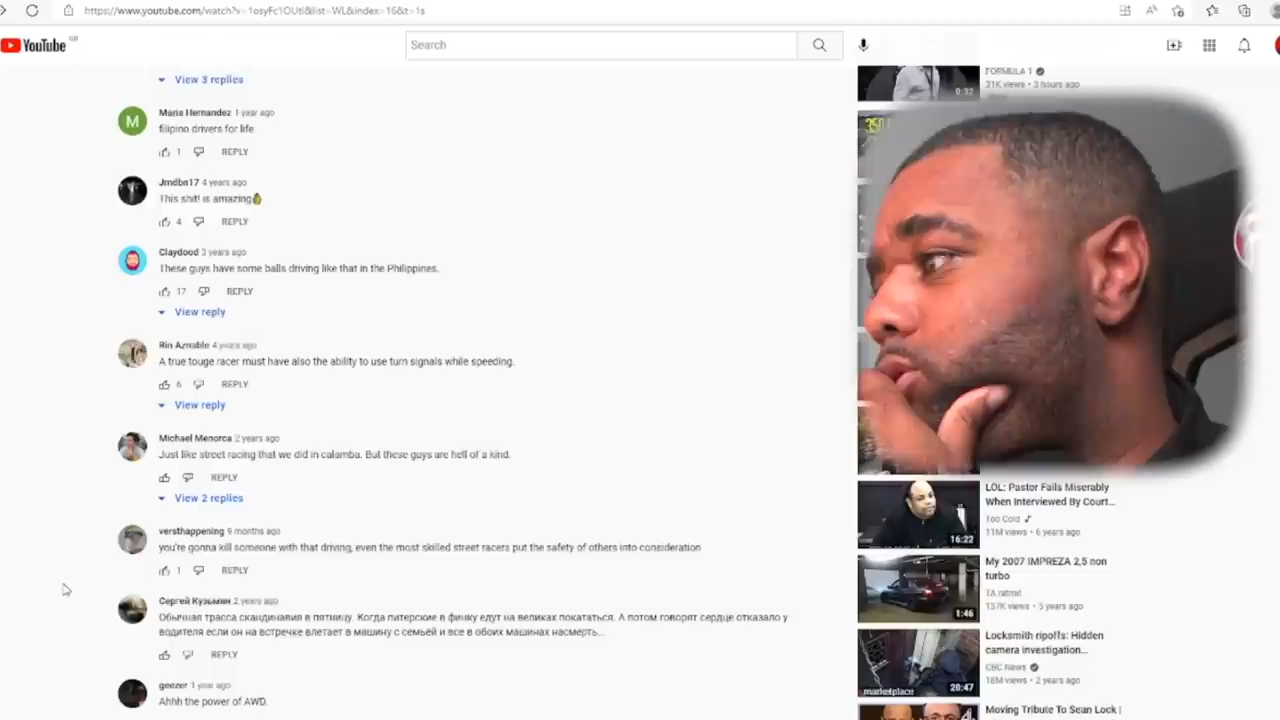 https://www.youtube.com/watch?v=1osyFc1OUtI&list=WL&index=16&t=1s
YouTube GB
Search
View 3 replies
Maria Hernandez 1 year ago
filipino drivers for life
1 REPLY
Jmdbn17 4 years ago
This shit! is amazing
4 REPLY
Claydood 3 years ago
These guys have some balls driving like that in the Philippines.
17 REPLY
View reply
Rin Aznable 4 years ago
A true touge racer must have also the ability to use turn signals while speeding.
6 REPLY
View reply
Michael Menorca 2 years ago
Just like street racing that we did in calamba. But these guys are hell of a kind.
REPLY
View 2 replies
versthappening 9 months ago
you're gonna kill someone with that driving, even the most skilled street racers put the safety of others into consideration
1 REPLY
Сергей Кузьмин 2 years ago
Обычная трасса скандинавия в пятницу. Когда питерские в финку едут на великах покататься. А потом говорят сердце отказало у
водителя если он на встречке влетает в машину с семьёй и все в обоих машинах насмерть...
REPLY
geezer 1 year ago
Ahhh the power of AWD.
FORMULA 1
31K views • 3 hours ago
0:32
350
LOL: Pastor Fails Miserably
When Interviewed By Court...
Too Cold
11M views • 6 years ago
16:22
My 2007 IMPREZA 2,5 non
turbo
137K views • 5 years ago
1:46
Locksmith ripoffs: Hidden
camera investigation...
CBC News
18M views • 2 years ago
marketplace
20:47
Moving Tribute To Sean Lock |